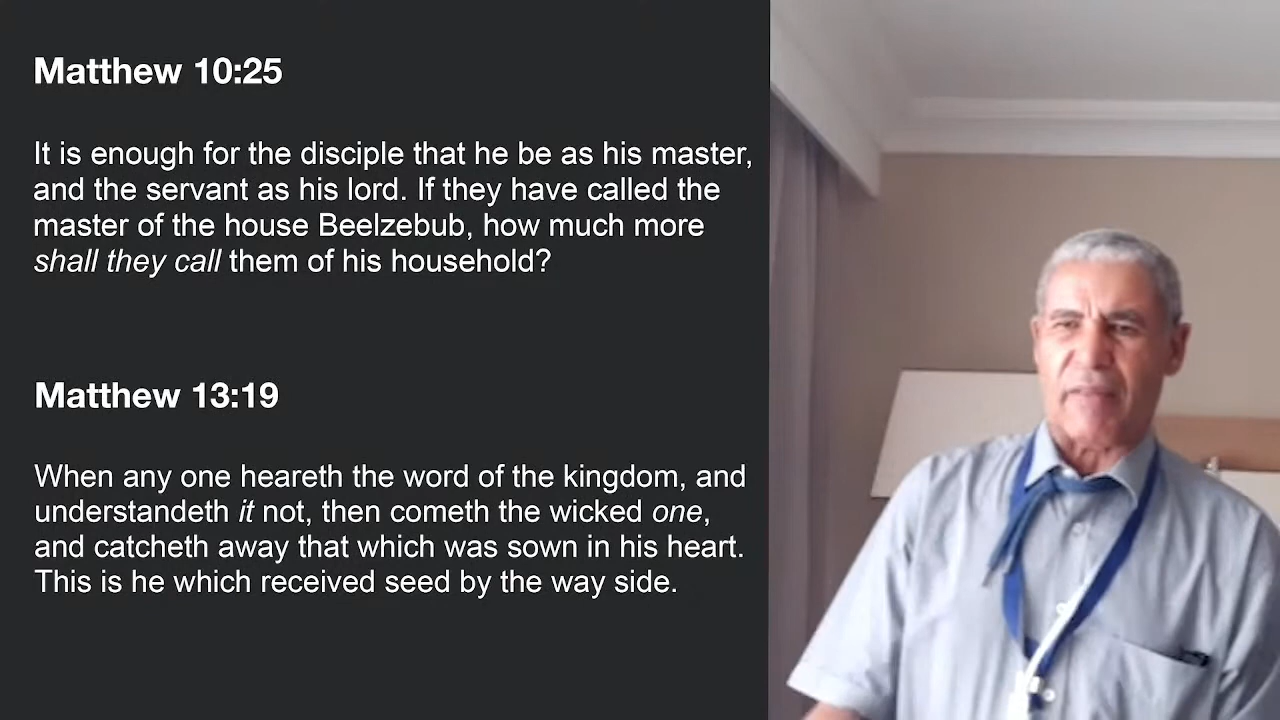 Matthew 10:25
It is enough for the disciple that he be as his master,
and the servant as his lord. If they have called the
master of the house Beelzebub, how much more
shall they call them of his household?
Matthew 13:19
When any one heareth the word of the kingdom, and
understandeth it not, then cometh the wicked one,
and catcheth away that which was sown in his heart.
This is he which received seed by the way side.